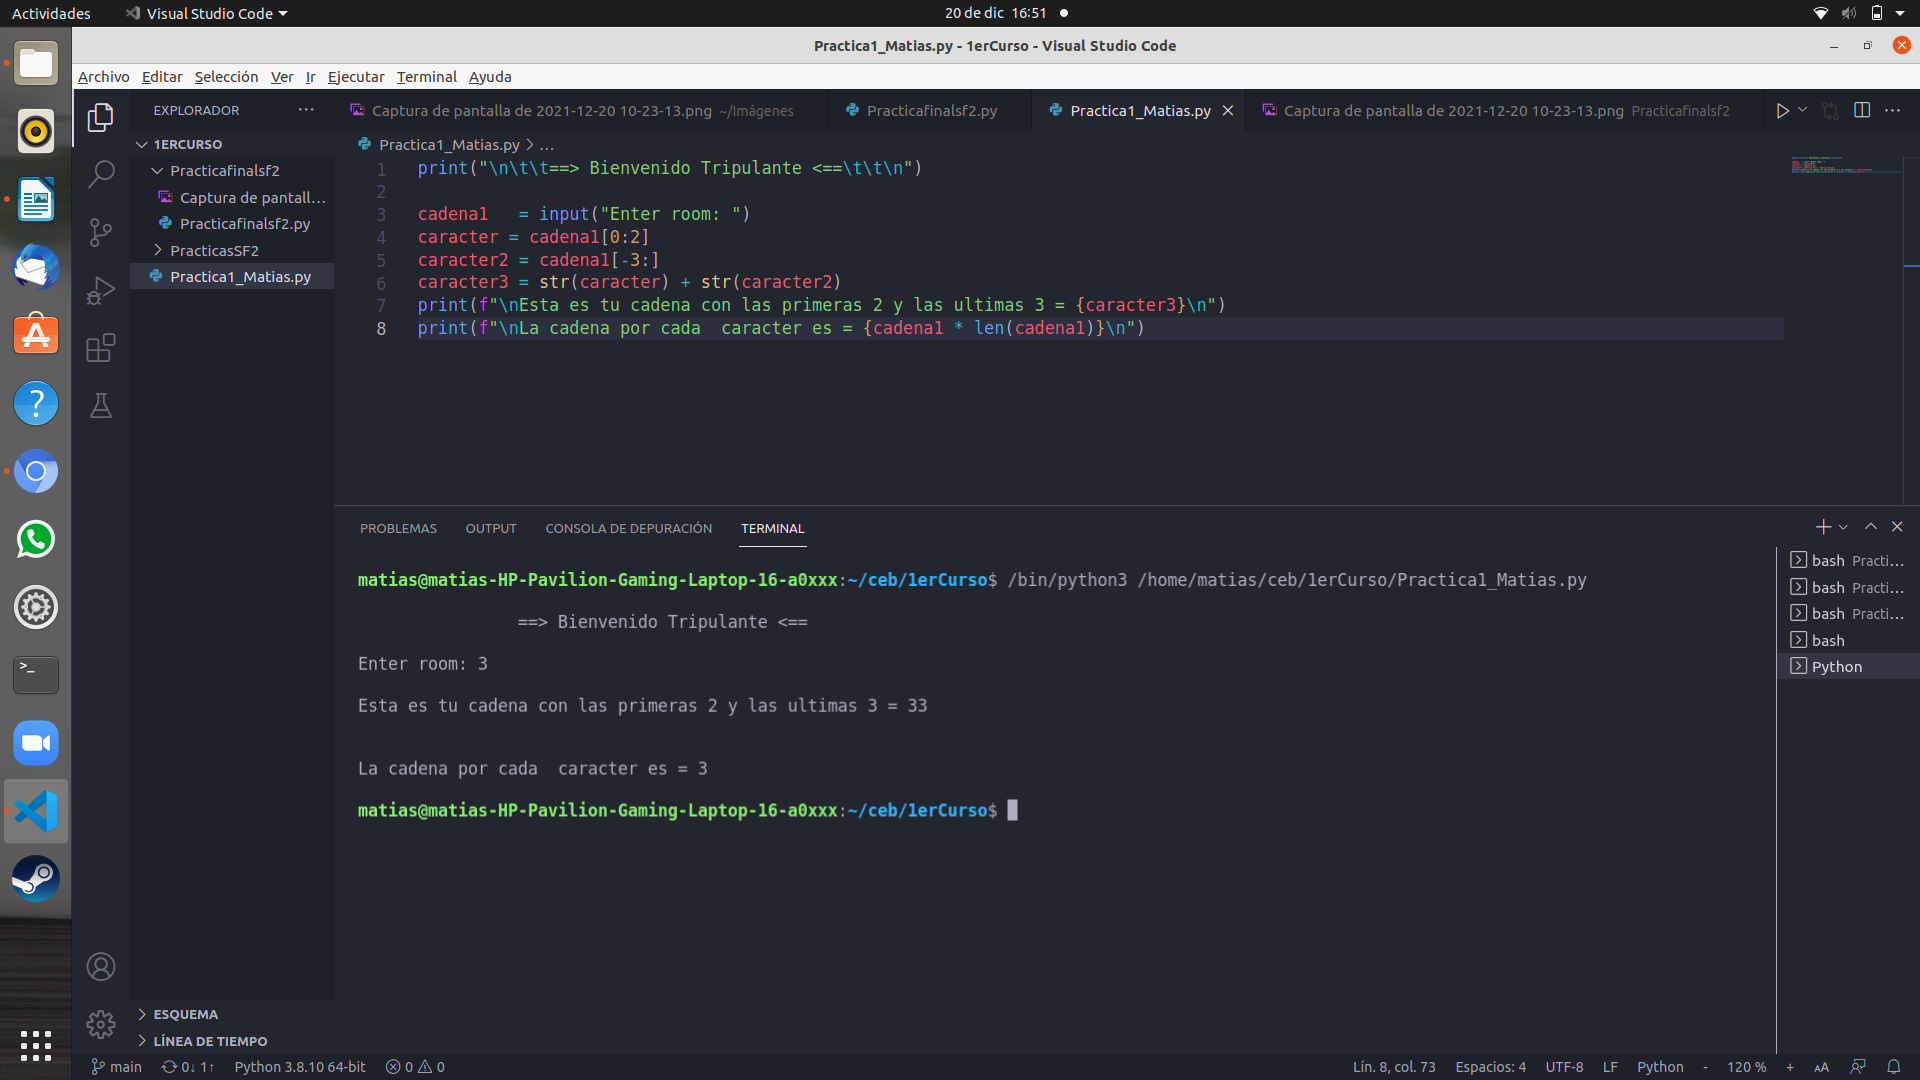 Actividades
Visual Studio Code
20 de dic 16:51
Practica1_Matias.py - 1erCurso - Visual Studio Code
Archivo Editar Selección Ver Ir Ejecutar Terminal Ayuda
EXPLORADOR
Captura de pantalla de 2021-12-20 10-23-13.png ~/Imágenes
Practicafinalsf2.py
Practica1_Matias.py
Captura de pantalla de 2021-12-20 10-23-13.png Practicafinalsf2
1ERCURSO
Practicafinalsf2
Captura de pantall...
Practicafinalsf2.py
PracticasSF2
Practica1_Matias.py
Practica1_Matias.py > ...
1 print("\n\t\t==> Bienvenido Tripulante <==\t\t\n")
2
3 cadena1   = input("Enter room: ")
4 caracter = cadena1[0:2]
5 caracter2 = cadena1[-3:]
6 caracter3 = str(caracter) + str(caracter2)
7 print(f"\nEsta es tu cadena con las primeras 2 y las ultimas 3 = {caracter3}\n")
8 print(f"\nLa cadena por cada  caracter es = {cadena1 * len(cadena1)}\n")
PROBLEMAS OUTPUT CONSOLA DE DEPURACIÓN TERMINAL
matias@matias-HP-Pavilion-Gaming-Laptop-16-a0xxx:~/ceb/1erCurso$ /bin/python3 /home/matias/ceb/1erCurso/Practica1_Matias.py
==> Bienvenido Tripulante <==
Enter room: 3
Esta es tu cadena con las primeras 2 y las ultimas 3 = 33
La cadena por cada  caracter es = 3
matias@matias-HP-Pavilion-Gaming-Laptop-16-a0xxx:~/ceb/1erCurso$
bash Practi...
bash Practi...
bash Practi...
bash
Python
ESQUEMA
LÍNEA DE TIEMPO
main 0↓ 1↑ Python 3.8.10 64-bit 0 0
Lín. 8, col. 73 Espacios: 4 UTF-8 LF Python - 120 % + AA